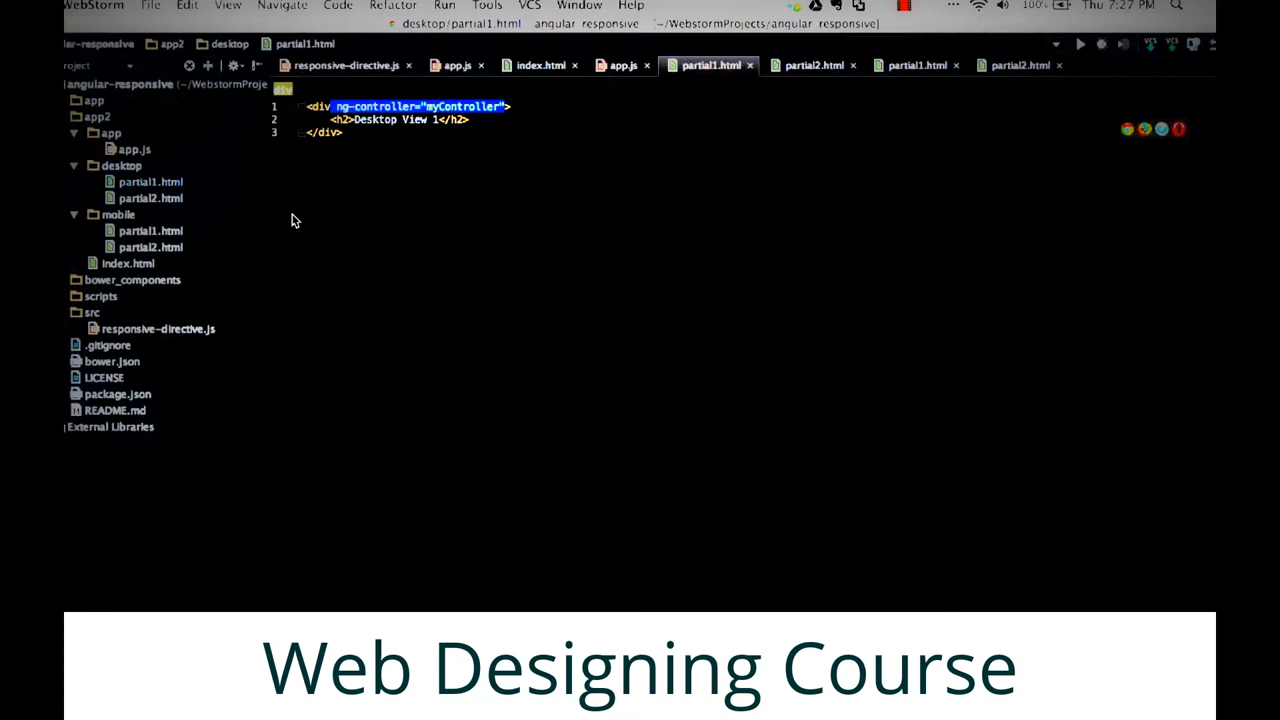 WebStorm File Edit View Navigate Code Refactor Run Tools VCS Window Help 100% Thu 7:27 PM
desktop/partial1.html - angular responsive - [~/WebstormProjects/angular responsive]
lar-responsive app2 desktop partial1.html
roject responsive-directive.js app.js index.html app.js partial1.html partial2.html partial1.html partial2.html
angular-responsive (~/WebstormProje
div
app
app2
app
app.js
desktop
partial1.html
partial2.html
mobile
partial1.html
partial2.html
index.html
bower_components
scripts
src
responsive-directive.js
.gitignore
bower.json
LICENSE
package.json
README.md
External Libraries
1 <div ng-controller="myController">
2 <h2>Desktop View 1</h2>
3 </div>
VCS VCS
Web Designing Course